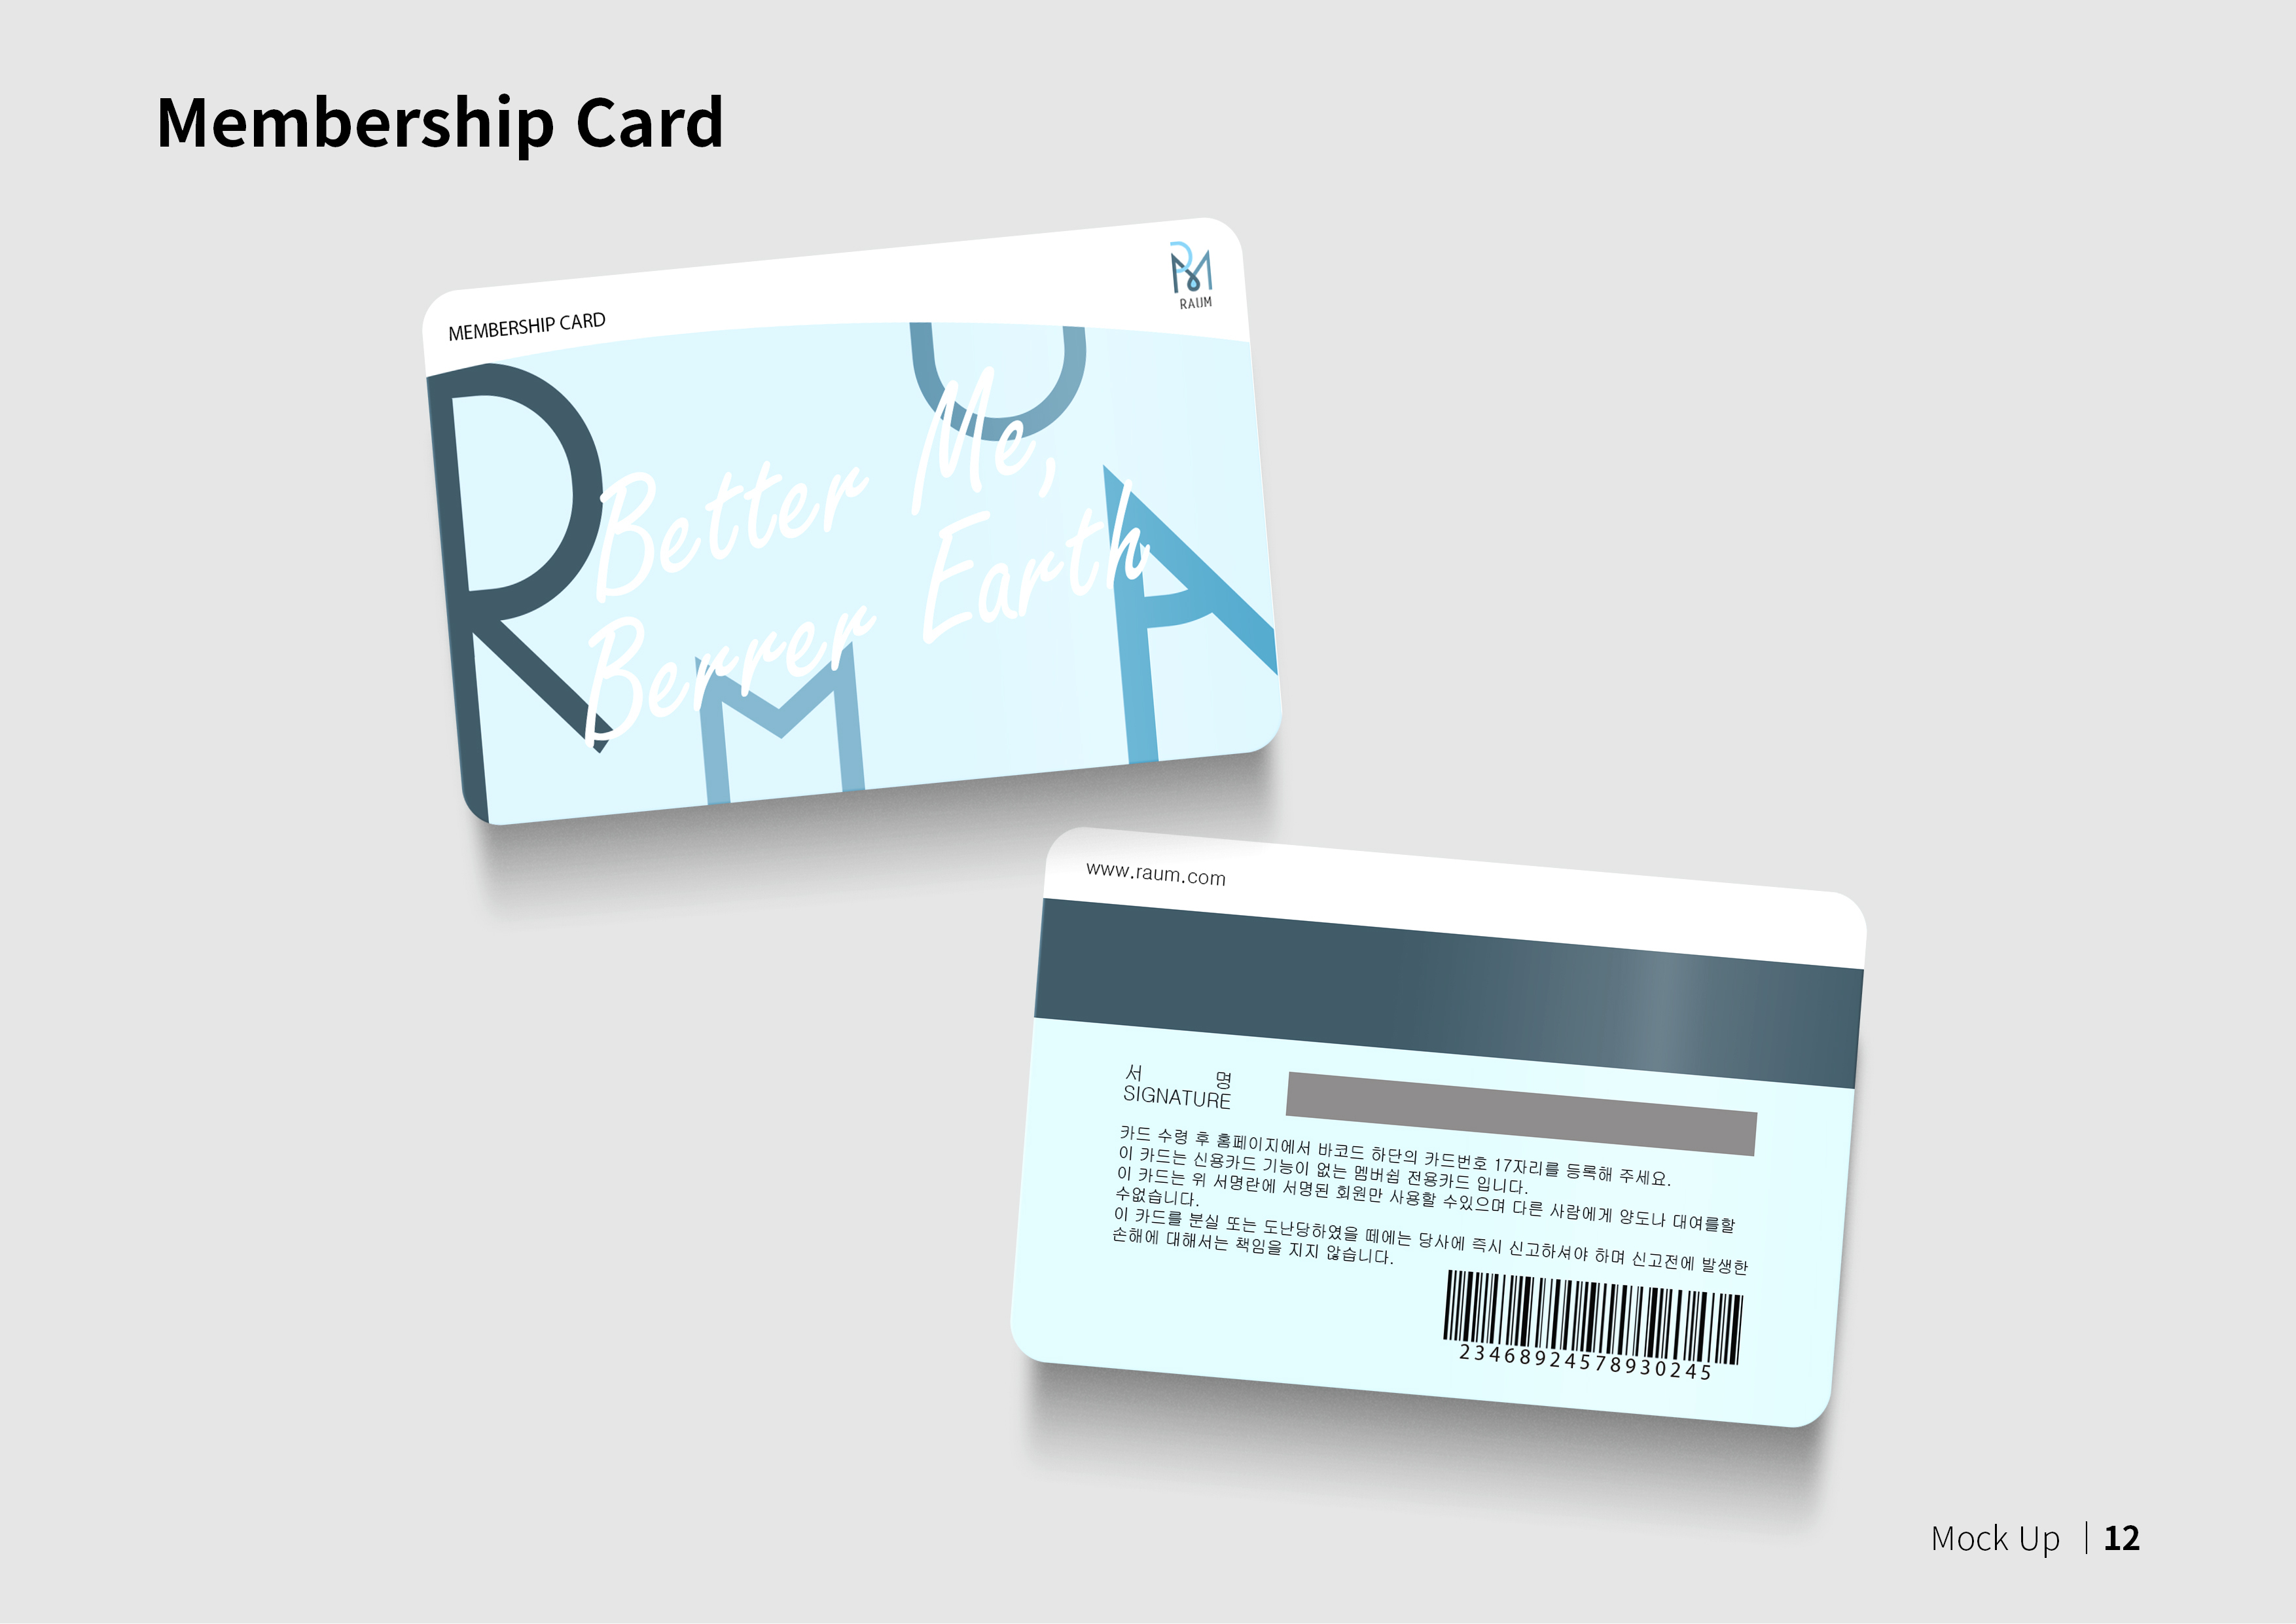 Membership Card
MEMBERSHIP CARD
RAUM
R
U
M
A
Better Me,
Berrer Earth
www.raum.com
서 명
SIGNATURE
카드 수령 후 홈페이지에서 바코드 하단의 카드번호 17자리를 등록해 주세요.
이 카드는 신용카드 기능이 없는 멤버쉽 전용카드 입니다.
이 카드는 위 서명란에 서명된 회원만 사용할 수있으며 다른 사람에게 양도나 대여를할
수없습니다.
이 카드를 분실 또는 도난당하였을 떼에는 당사에 즉시 신고하셔야 하며 신고전에 발생한
손해에 대해서는 책임을 지지 않습니다.
23468924578930245
Mock Up | 12